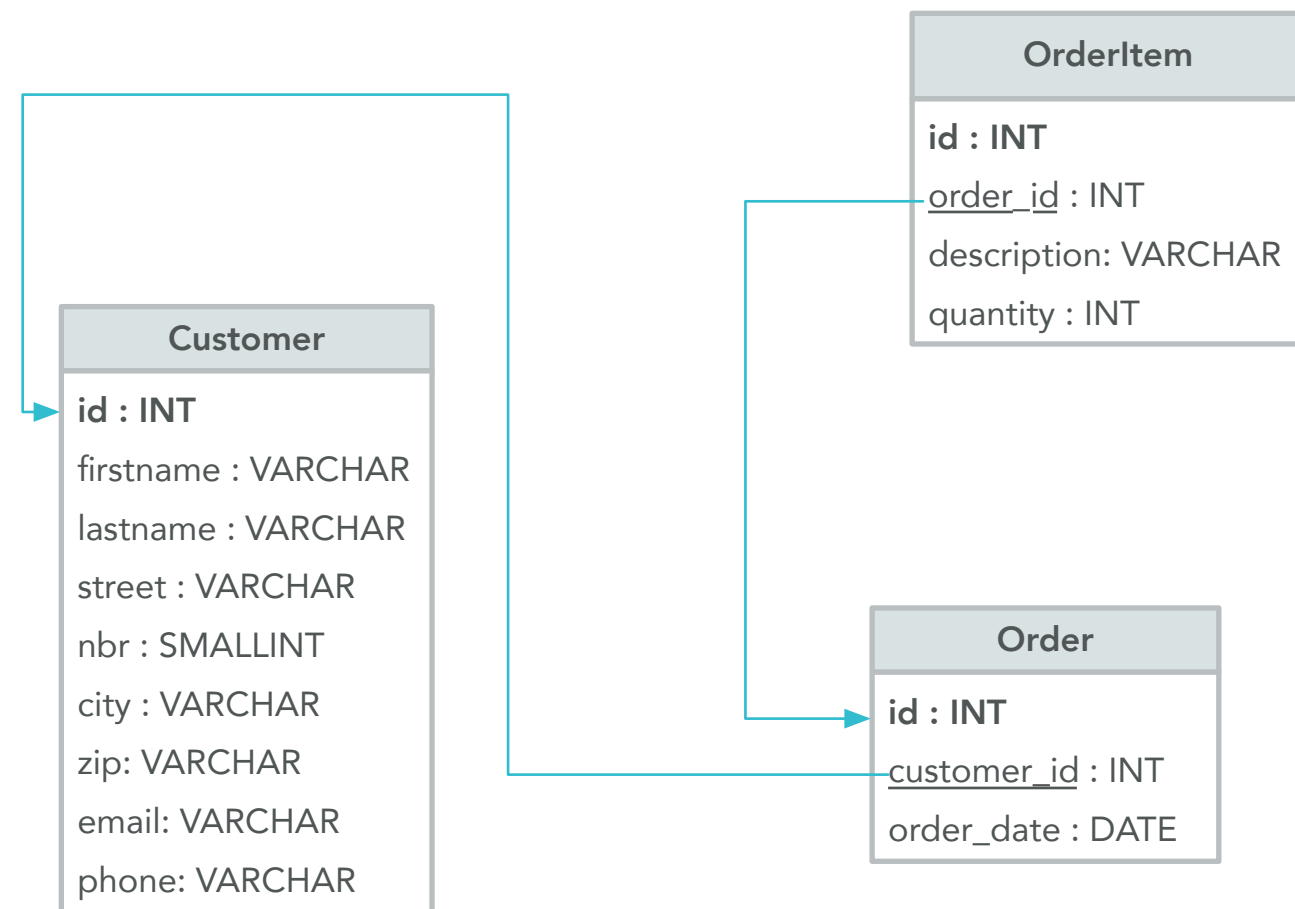 OrderItem
id : INT
order_id : INT
description: VARCHAR
quantity : INT
Customer
id : INT
firstname : VARCHAR
lastname : VARCHAR
street : VARCHAR
nbr : SMALLINT
city : VARCHAR
zip: VARCHAR
email: VARCHAR
phone: VARCHAR
Order
id : INT
customer_id : INT
order_date : DATE